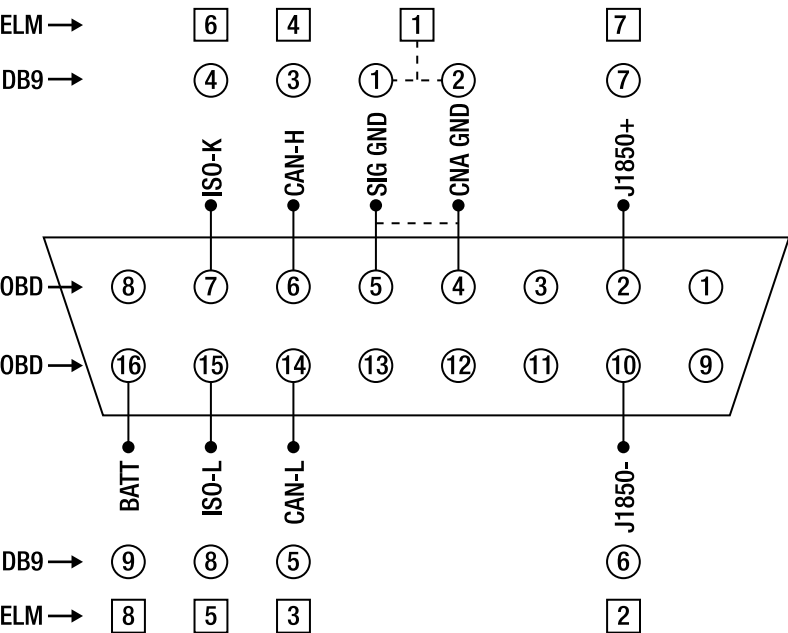 ELM 6 4 1 7
DB9 4 3 1 2 7
ISO-K CAN-H SIG GND CNA GND J1850+
OBD 8 7 6 5 4 3 2 1
OBD 16 15 14 13 12 11 10 9
BATT ISO-L CAN-L J1850-
DB9 9 8 5 6
ELM 8 5 3 2